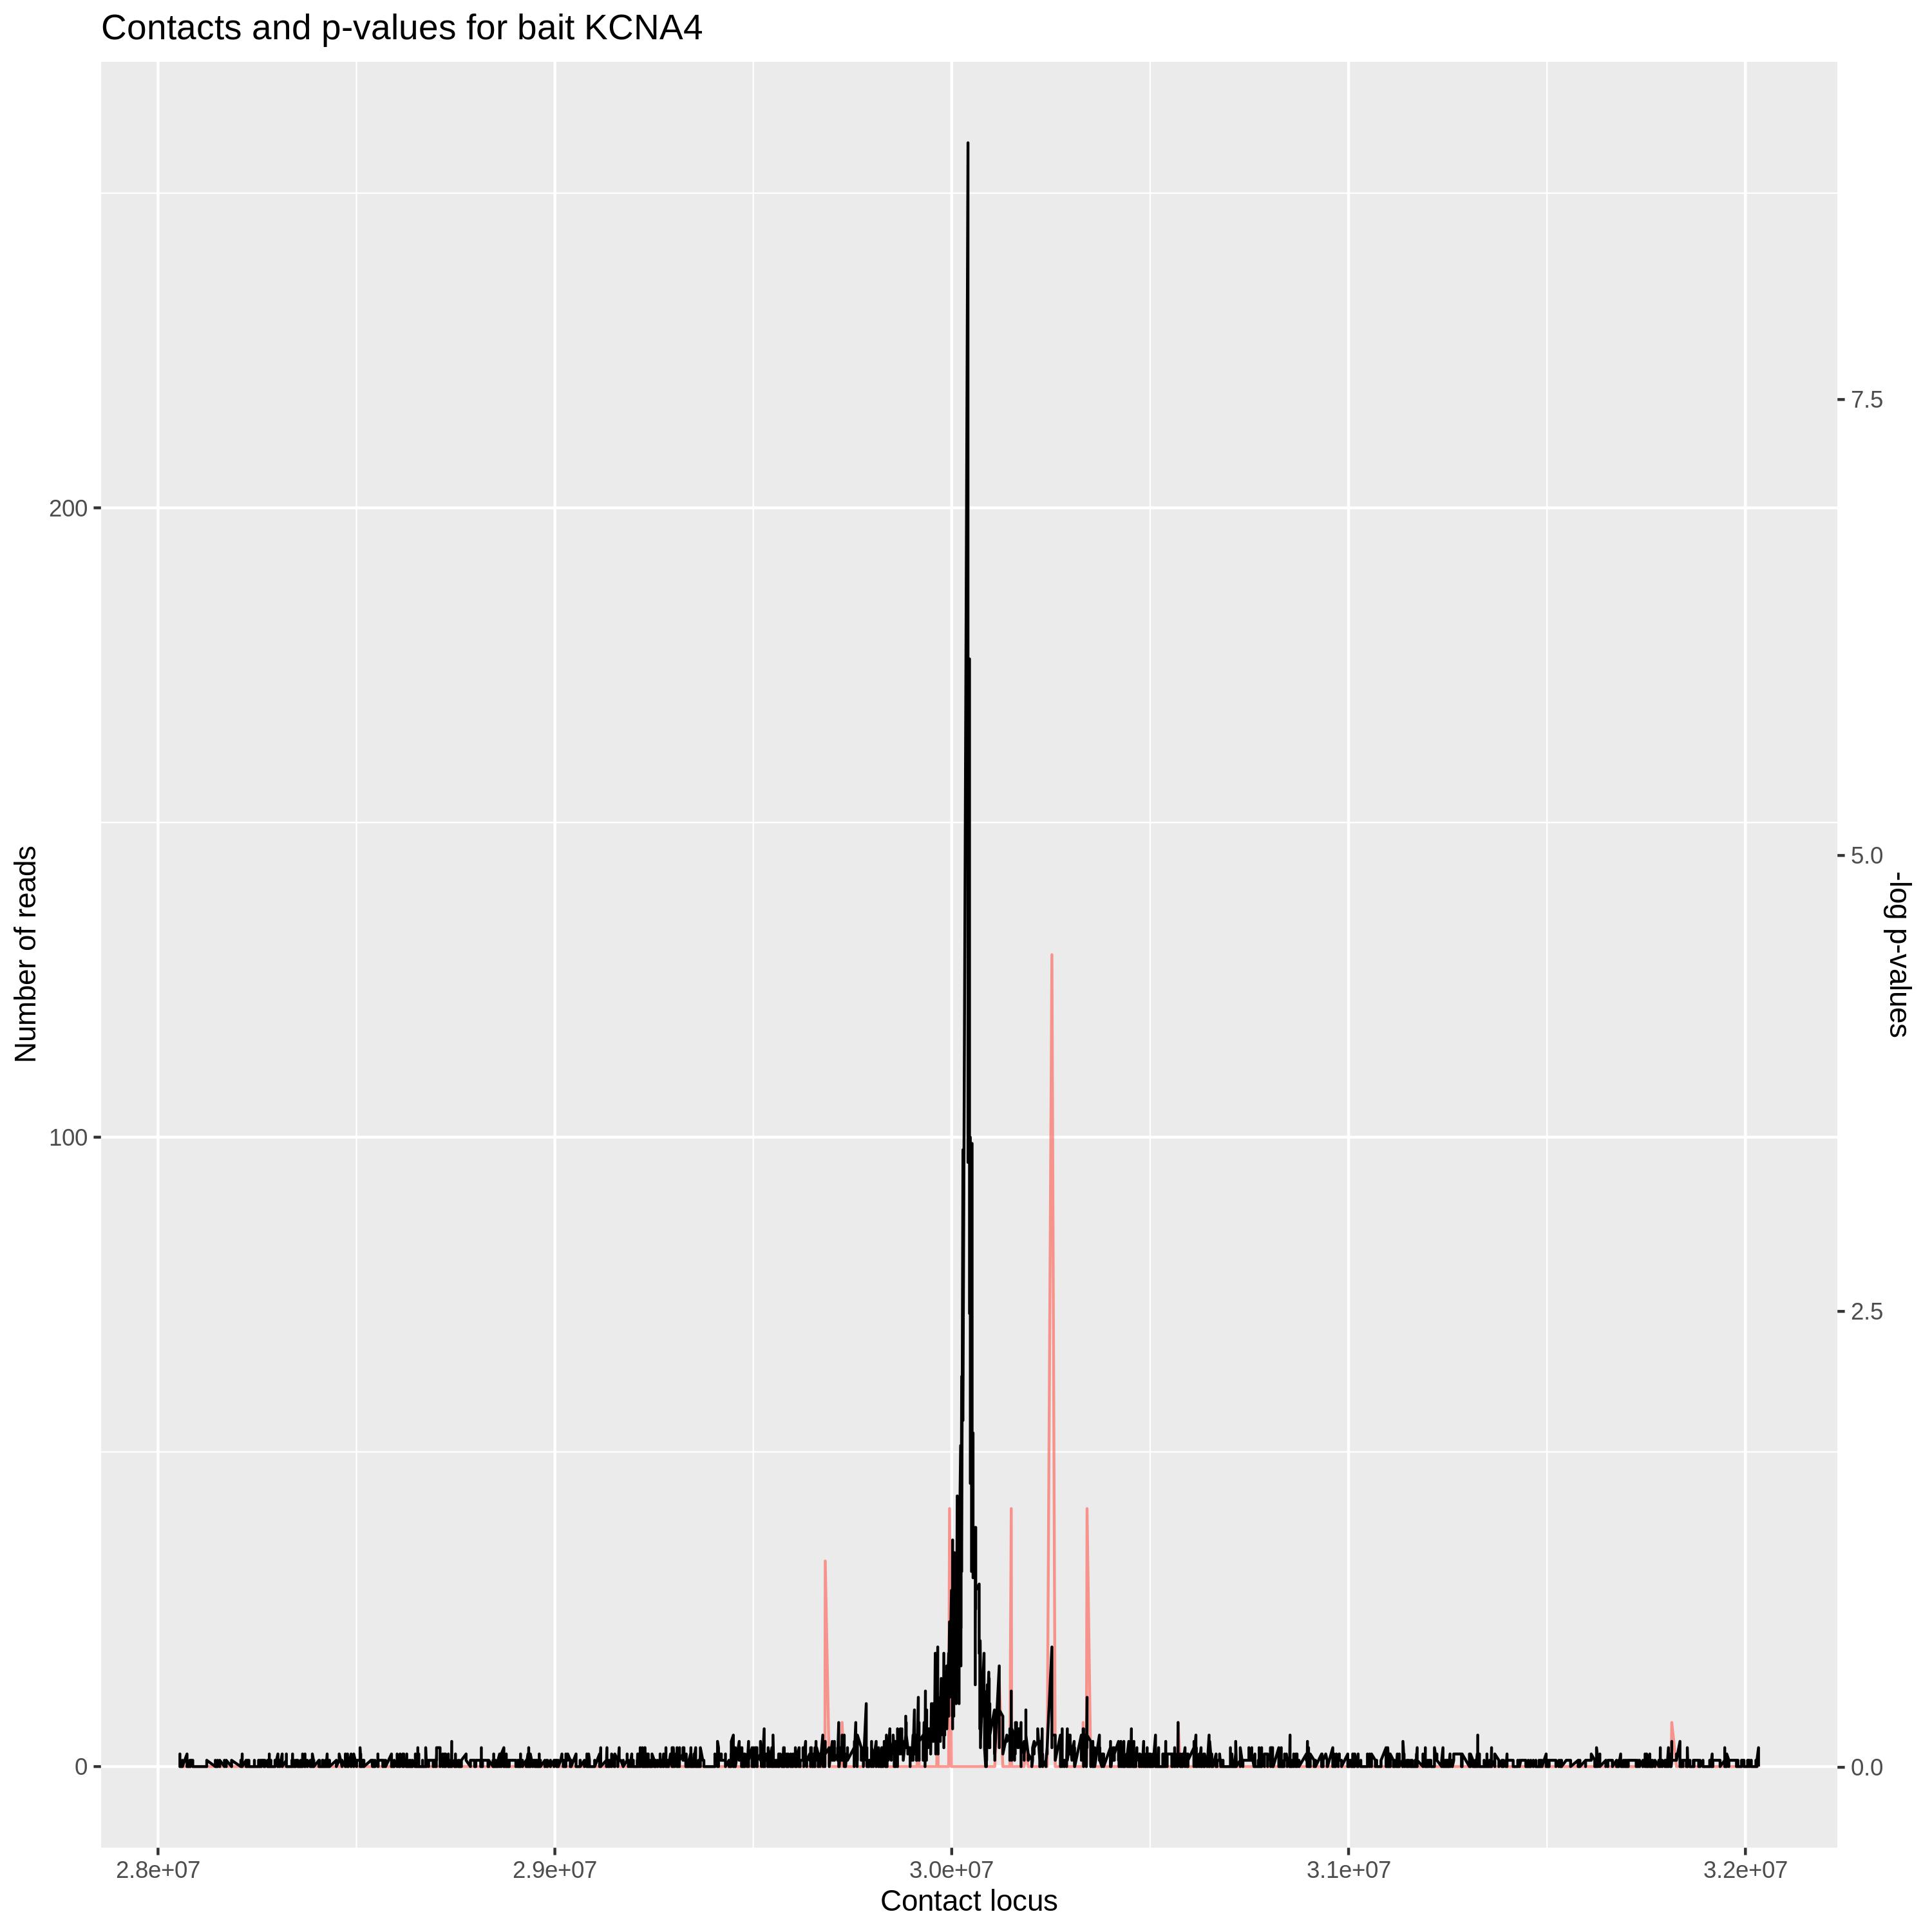 Contacts and p-values for bait KCNA4
Number of reads
200
100
0
7.5
5.0
2.5
0.0
-log p-values
2.8e+07
2.9e+07
3.0e+07
3.1e+07
3.2e+07
Contact locus